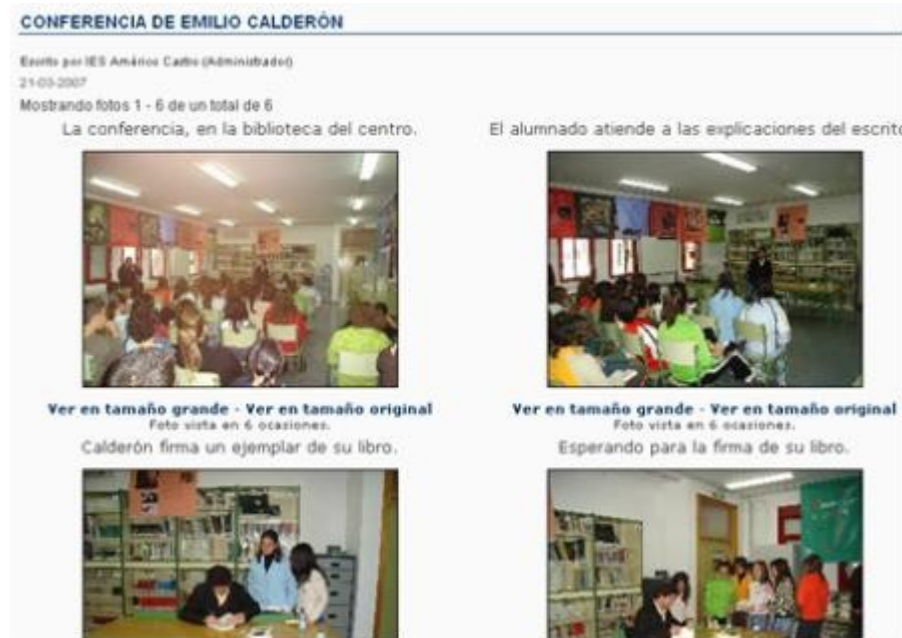 CONFERENCIA DE EMILIO CALDERÓN
Escrito por IES Américo Castro (Administrador)
21-03-2007
Mostrando fotos 1 - 6 de un total de 6
La conferencia, en la biblioteca del centro.
El alumnado atiende a las explicaciones del escrito
Ver en tamaño grande - Ver en tamaño original
Foto vista en 6 ocasiones.
Ver en tamaño grande - Ver en tamaño original
Foto vista en 6 ocasiones.
Calderón firma un ejemplar de su libro.
Esperando para la firma de su libro.